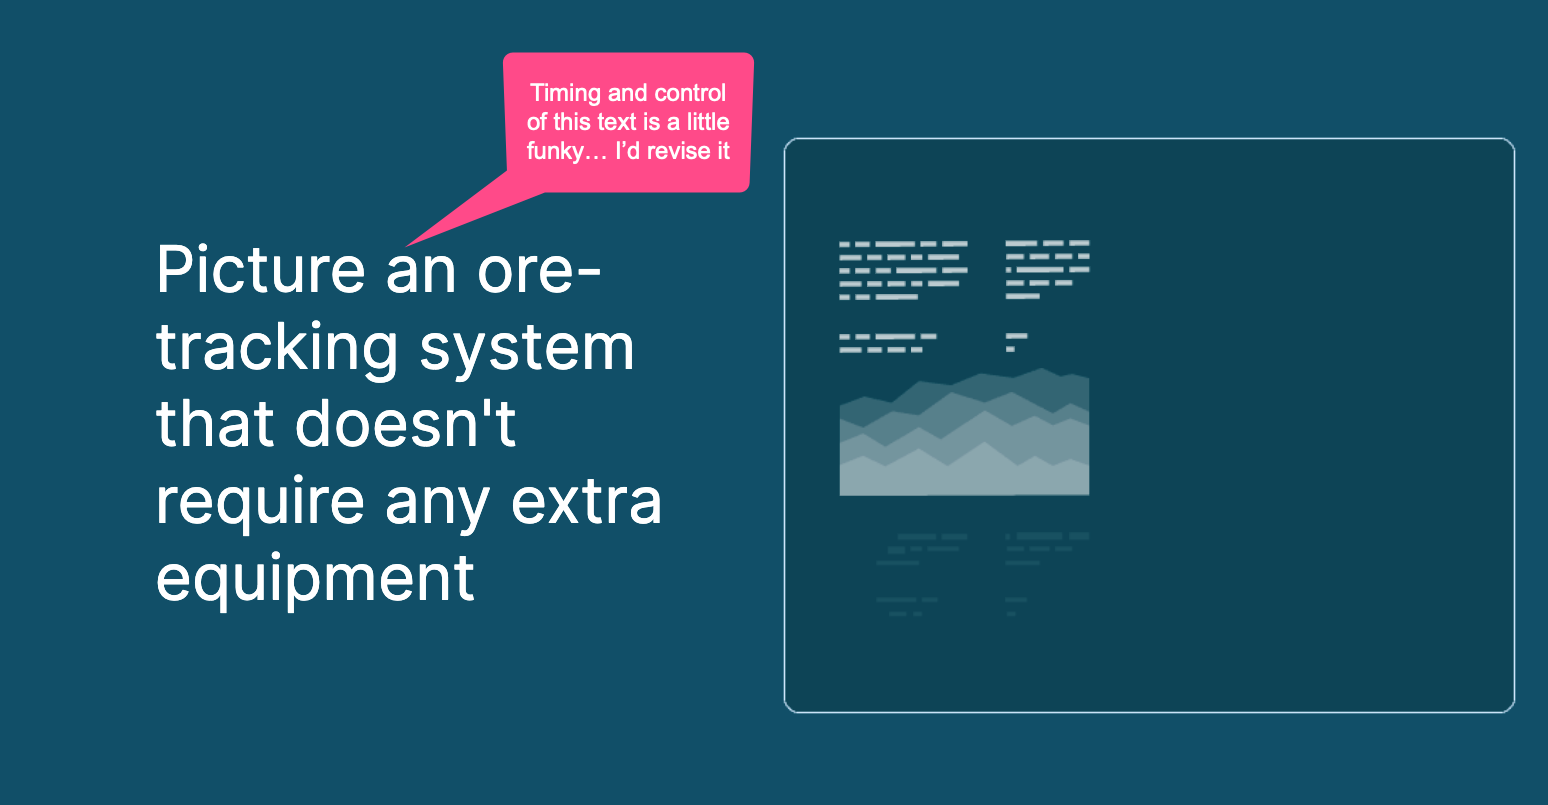 Timing and control
of this text is a little
funky… I’d revise it
Picture an ore-
tracking system
that doesn't
require any extra
equipment